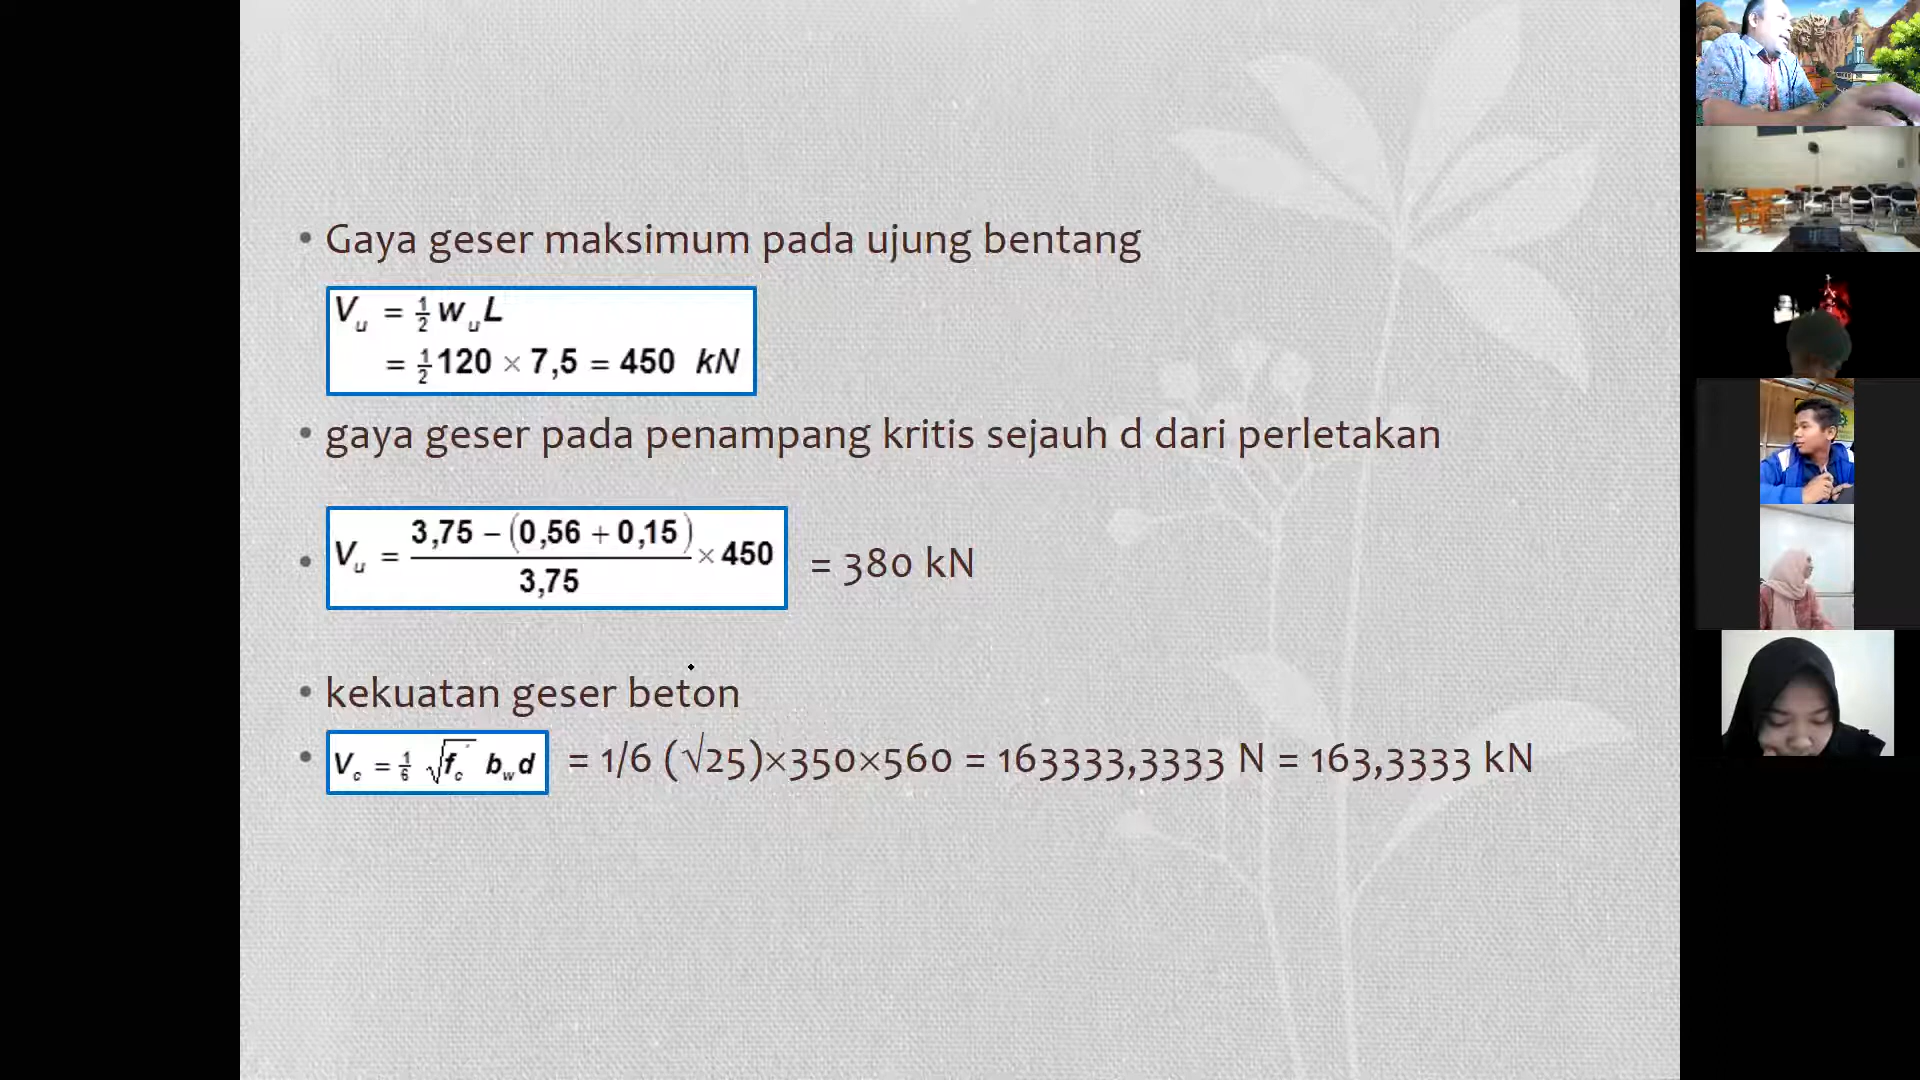 • Gaya geser maksimum pada ujung bentang
V_u = ½ w_u L
= ½ 120 × 7,5 = 450 kN
• gaya geser pada penampang kritis sejauh d dari perletakan
• V_u = (3,75 − (0,56 + 0,15)) / 3,75 × 450 = 380 kN
• kekuatan geser beton
• V_c = 1/6 √f_c' b_w d = 1/6 (√25)×350×560 = 163333,3333 N = 163,3333 kN